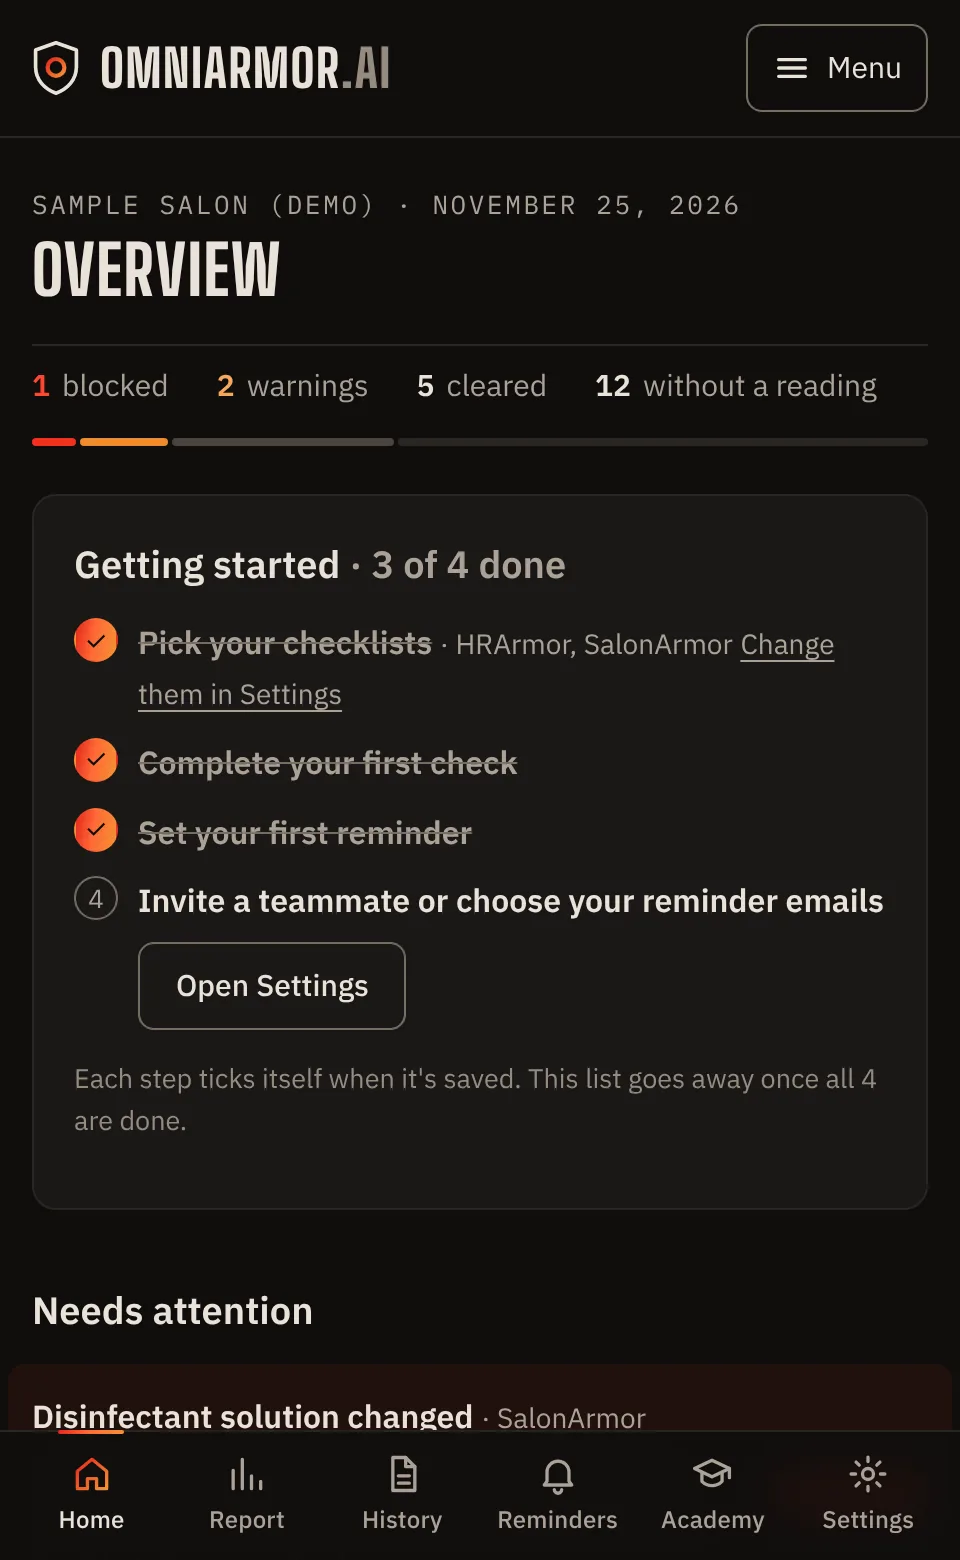 OMNIARMOR.AI
Menu
SAMPLE SALON (DEMO) · NOVEMBER 25, 2026
OVERVIEW
1 blocked 2 warnings 5 cleared 12 without a reading
Getting started · 3 of 4 done
Pick your checklists · HRArmor, SalonArmor Change
them in Settings
Complete your first check
Set your first reminder
4 Invite a teammate or choose your reminder emails
Open Settings
Each step ticks itself when it's saved. This list goes away once all 4
are done.
Needs attention
Disinfectant solution changed · SalonArmor
Home Report History Reminders Academy Settings